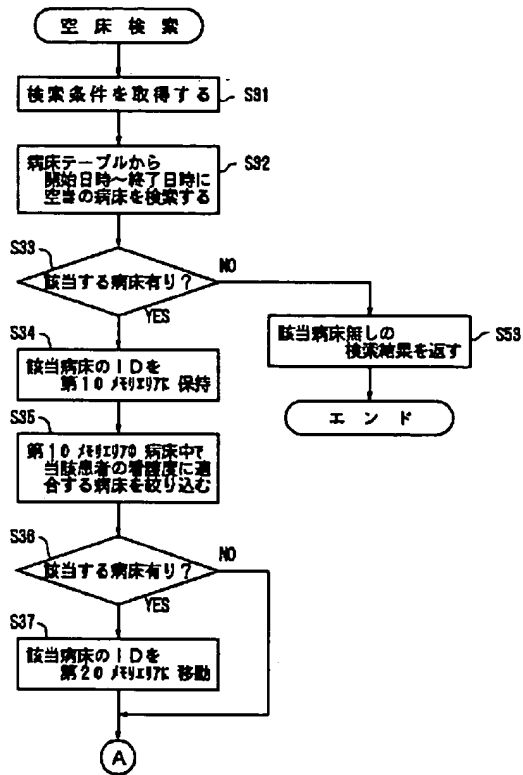 空床検索
検索条件を取得する
S31
病床テーブルから
開始日時～終了日時に
空きの病床を検索する
S32
S33
該当する病床有り？
NO
YES
S34
該当病床のIDを
第10メモリエリアに保持
該当病床無しの
検索結果を返す
S53
エンド
S35
第10メモリエリアの病床中で
当該患者の看護度に適
合する病床を絞り込む
S36
該当する病床有り？
NO
YES
S37
該当病床のIDを
第20メモリエリアに移動
A